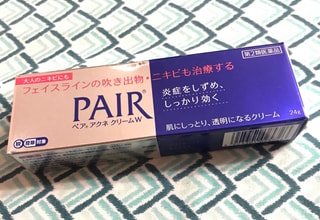 大人のニキビにも
フェイスラインの吹き出物・ニキビも治療する
第2類医薬品
PAIR®
ペア®アクネ クリームW
炎症をしずめ、
しっかり効く
肌にしっとり、透明になるクリーム
24g